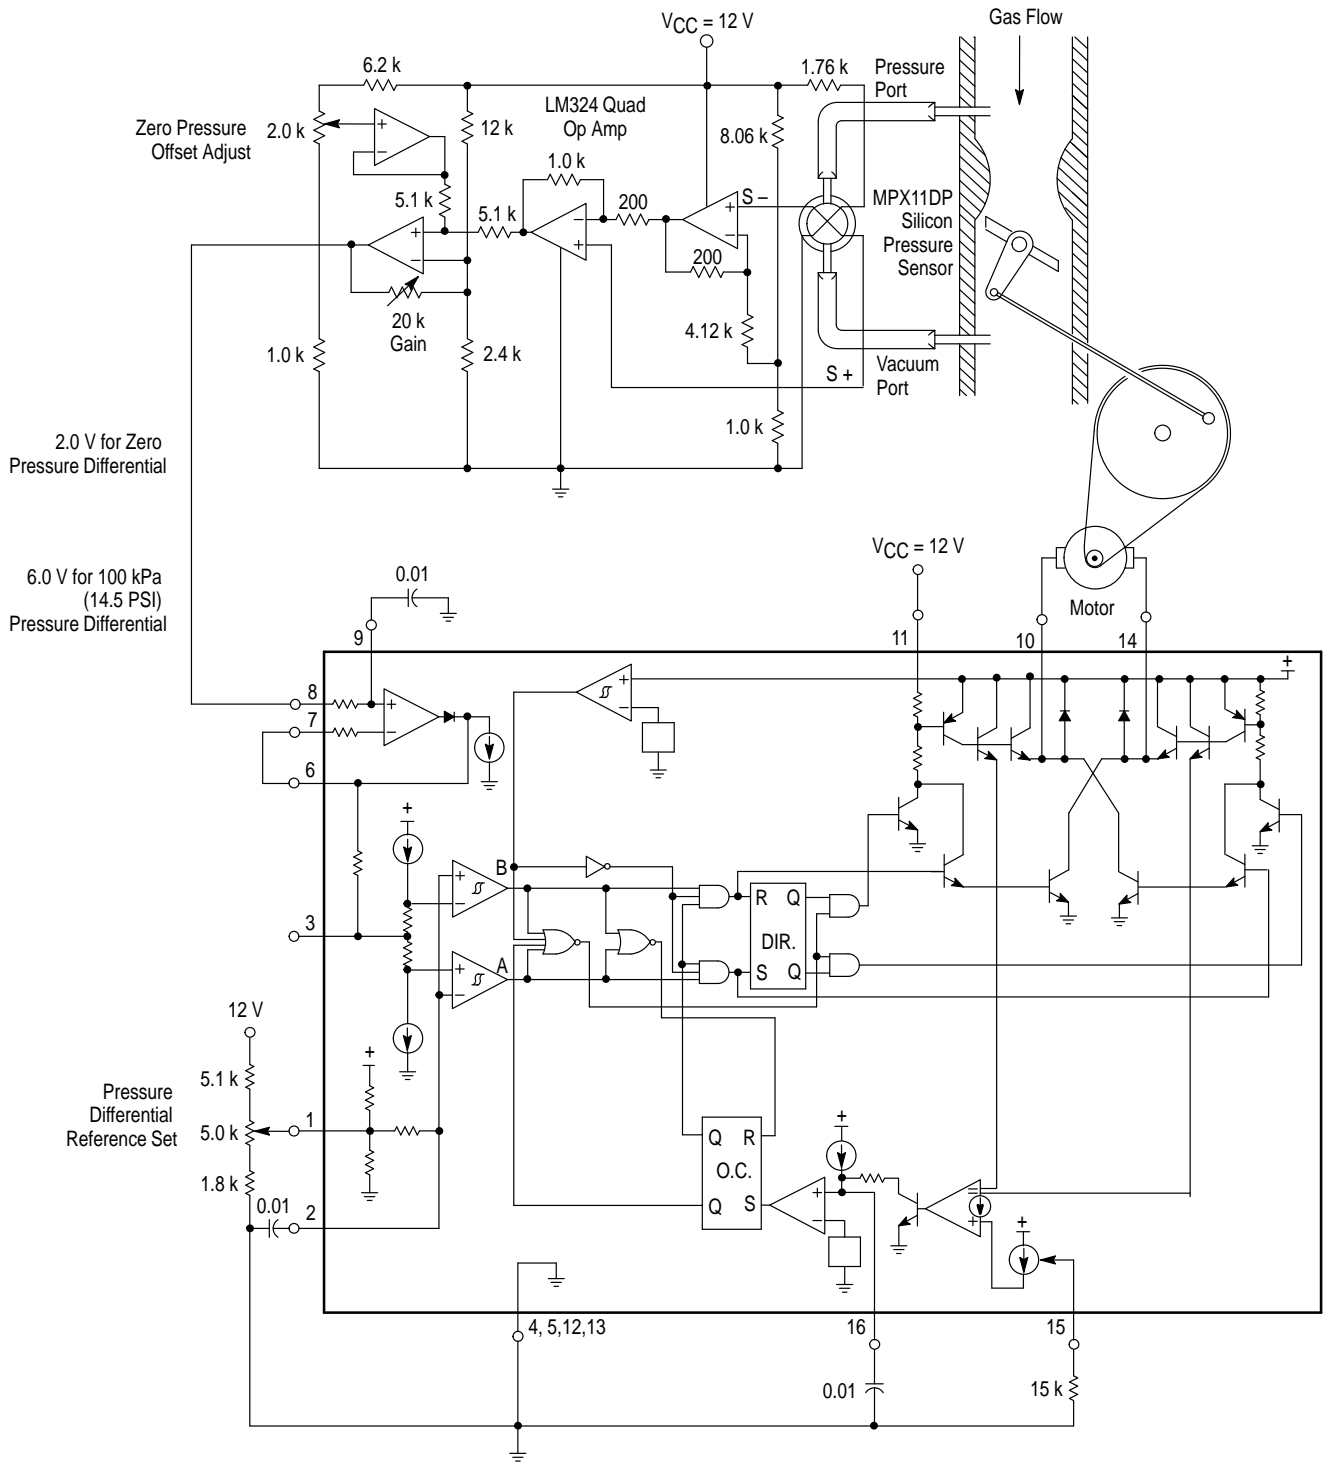 VCC = 12 V
Gas Flow
6.2 k
1.76 k
Pressure
Port
LM324 Quad
Op Amp
Zero Pressure
Offset Adjust
2.0 k
12 k
8.06 k
1.0 k
5.1 k
5.1 k
200
S –
MPX11DP
Silicon
Pressure
Sensor
+
–
+
–
–
+
+
–
200
20 k
Gain
4.12 k
1.0 k
2.4 k
Vacuum
Port
S +
1.0 k
2.0 V for Zero
Pressure Differential
VCC = 12 V
6.0 V for 100 kPa
(14.5 PSI)
Pressure Differential
0.01
Motor
9
11
10
14
+
8
7
6
+
–
+
–
+
B
+
–
R
Q
DIR.
S
Q
3
A
+
–
12 V
5.1 k
Pressure
Differential
Reference Set
5.0 k
1
+
1.8 k
0.01
2
Q
R
O.C.
Q
S
+
+
–
=
+
+
4, 5,12,13
16
15
0.01
15 k